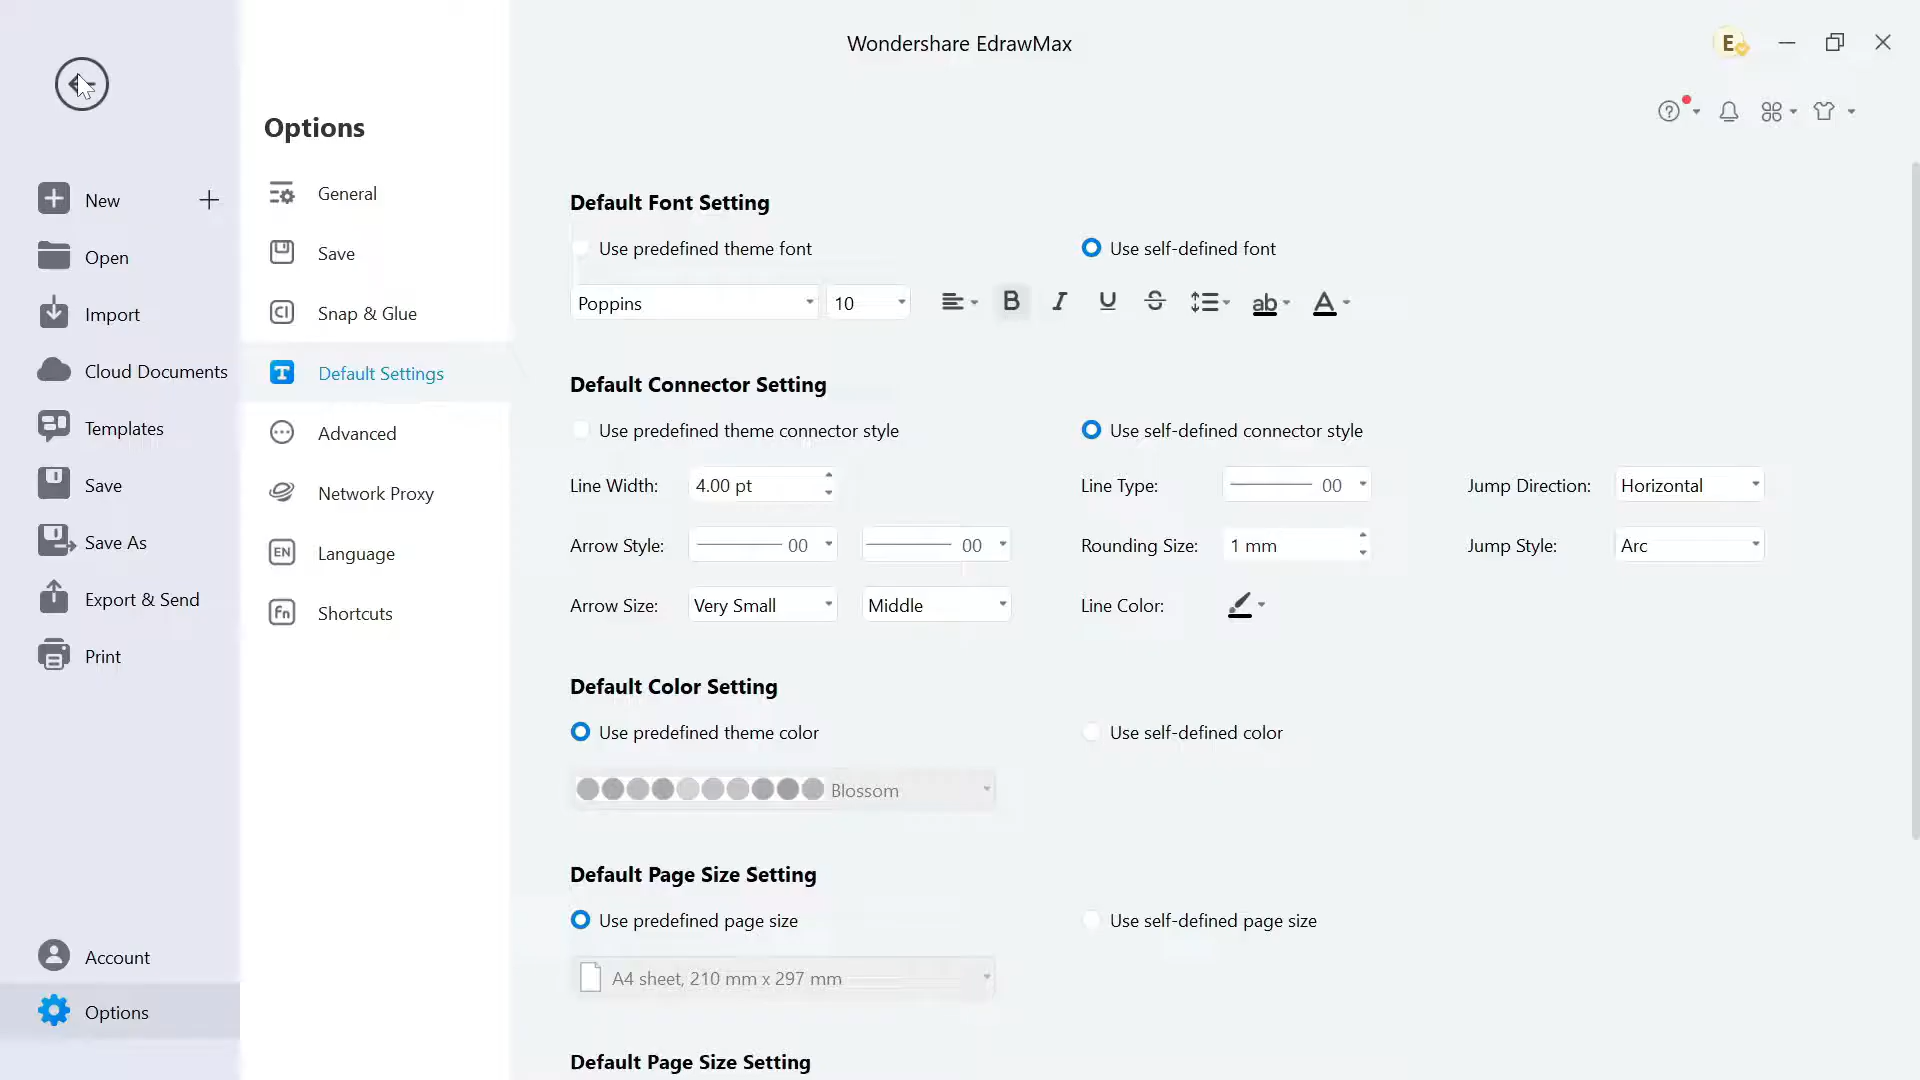 Wondershare EdrawMax
E
Options
New
Open
Import
Cloud Documents
Templates
Save
Save As
Export & Send
Print
Account
Options
General
Save
CI Snap & Glue
T Default Settings
Advanced
Network Proxy
EN Language
Fn Shortcuts
Default Font Setting
Use predefined theme font Use self-defined font
Poppins 10 B I U S ab A
Default Connector Setting
Use predefined theme connector style Use self-defined connector style
Line Width: 4.00 pt Line Type: 00 Jump Direction: Horizontal
Arrow Style: 00 00 Rounding Size: 1 mm Jump Style: Arc
Arrow Size: Very Small Middle Line Color:
Default Color Setting
Use predefined theme color Use self-defined color
Blossom
Default Page Size Setting
Use predefined page size Use self-defined page size
A4 sheet, 210 mm x 297 mm
Default Page Size Setting